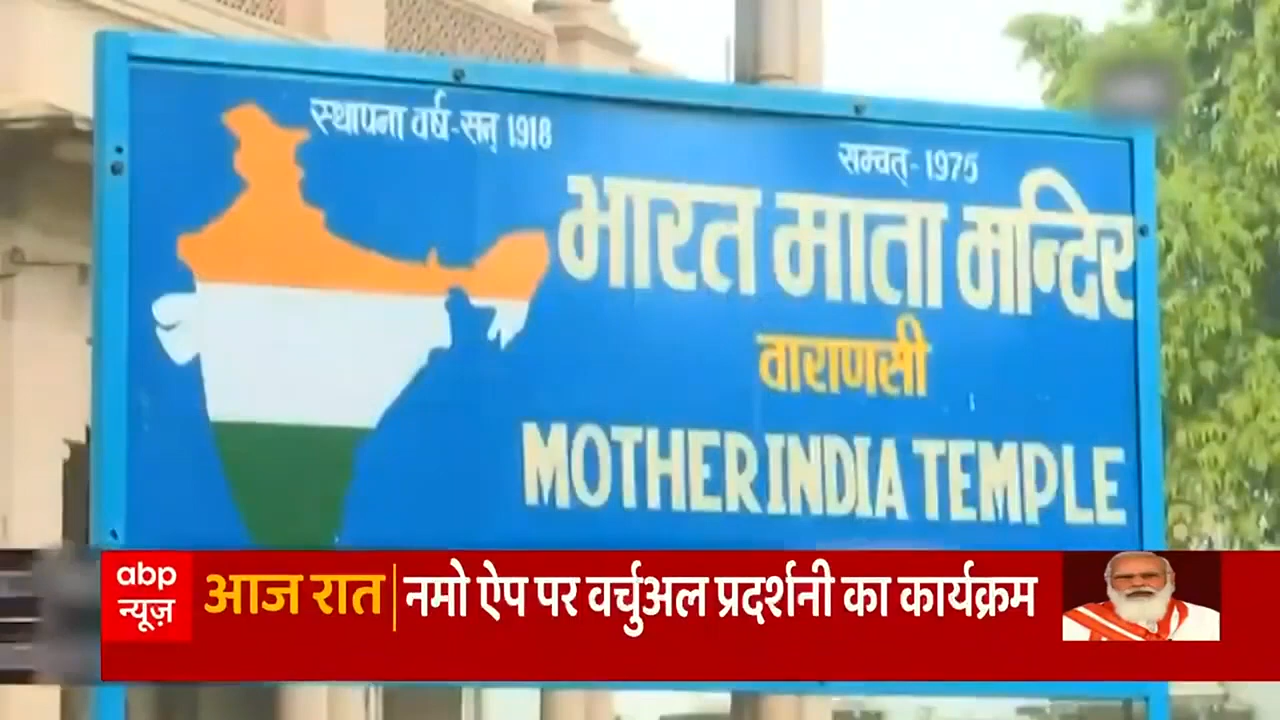 स्थापना वर्ष-सन् 1918
सम्वत्-1975
भारत माता मन्दिर
वाराणसी
MOTHER INDIA TEMPLE
abp
न्यूज़
आज रात
नमो ऐप पर वर्चुअल प्रदर्शनी का कार्यक्रम